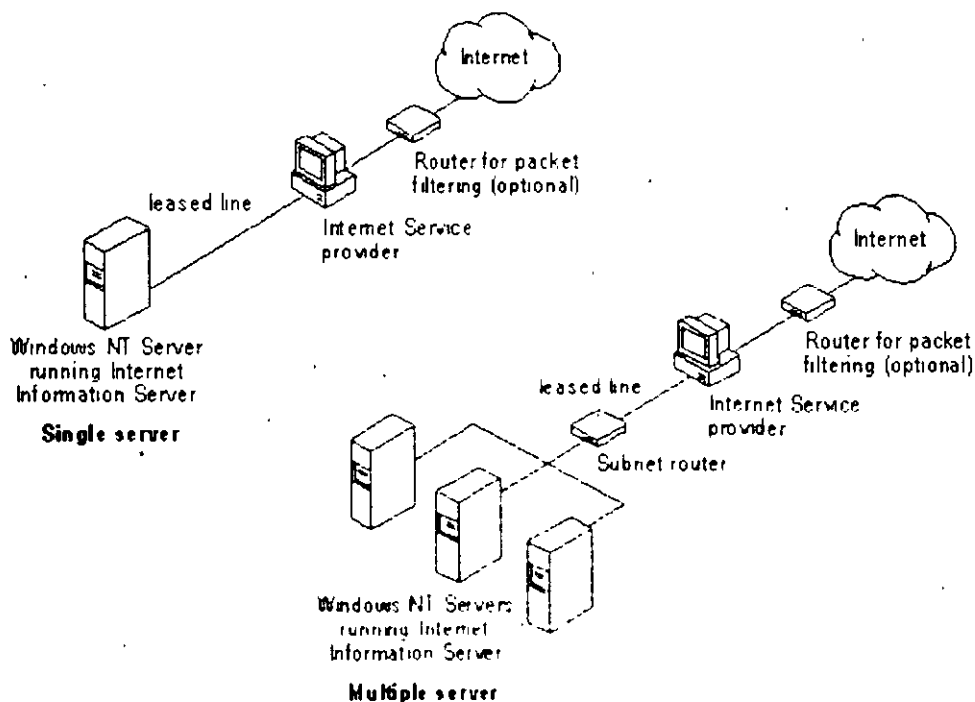 Internet
Router for packet
filtering (optional)
leased line
Internet Service
provider
Windows NT Server
running Internet
Information Server
Single server
Internet
Router for packet
filtering (optional)
leased line
Internet Service
provider
Subnet router
Windows NT Servers
running Internet
Information Server
Multiple server